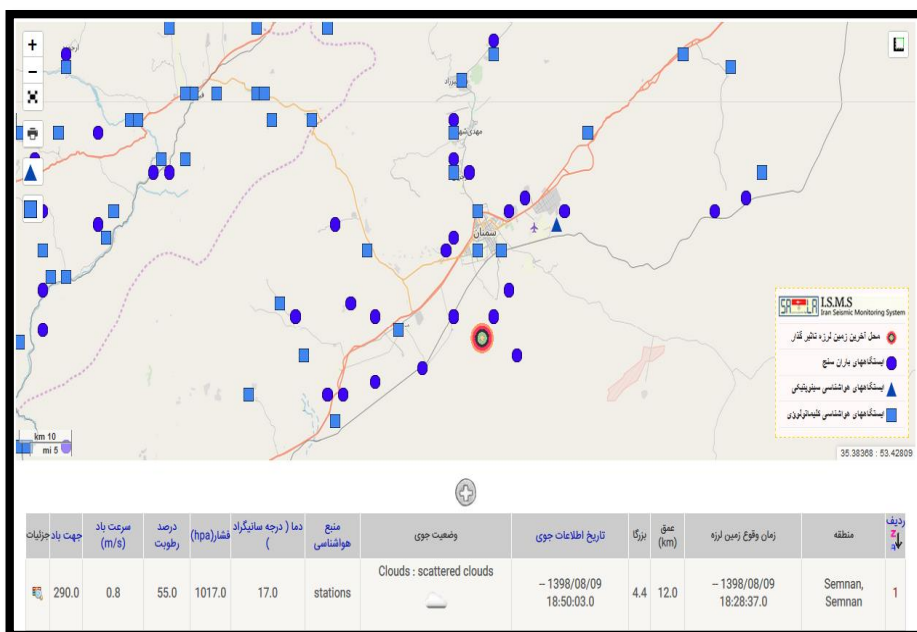 +
−
سمنان
I.S.M.S
Iran Seismic Monitoring System
محل آخرین زمین لرزه تاثیر گذار
ایستگاههای باران سنج
ایستگاههای هواشناسی سینوپتیکی
ایستگاههای هواشناسی کلیماتولوژی
km 10
mi 5
35.38368 : 53.42809
ردیف
منطقه
زمان وقوع زمین لرزه
عمق (km)
بزرگا
تاریخ اطلاعات جوی
وضعیت جوی
منبع هواشناسی
دما ( درجه سانیگراد )
فشار(hpa)
درصد رطوبت
سرعت باد (m/s)
جهت باد
جزئیات
1
Semnan, Semnan
– 1398/08/09
18:28:37.0
12.0
4.4
– 1398/08/09
18:50:03.0
Clouds : scattered clouds
stations
17.0
1017.0
55.0
0.8
290.0